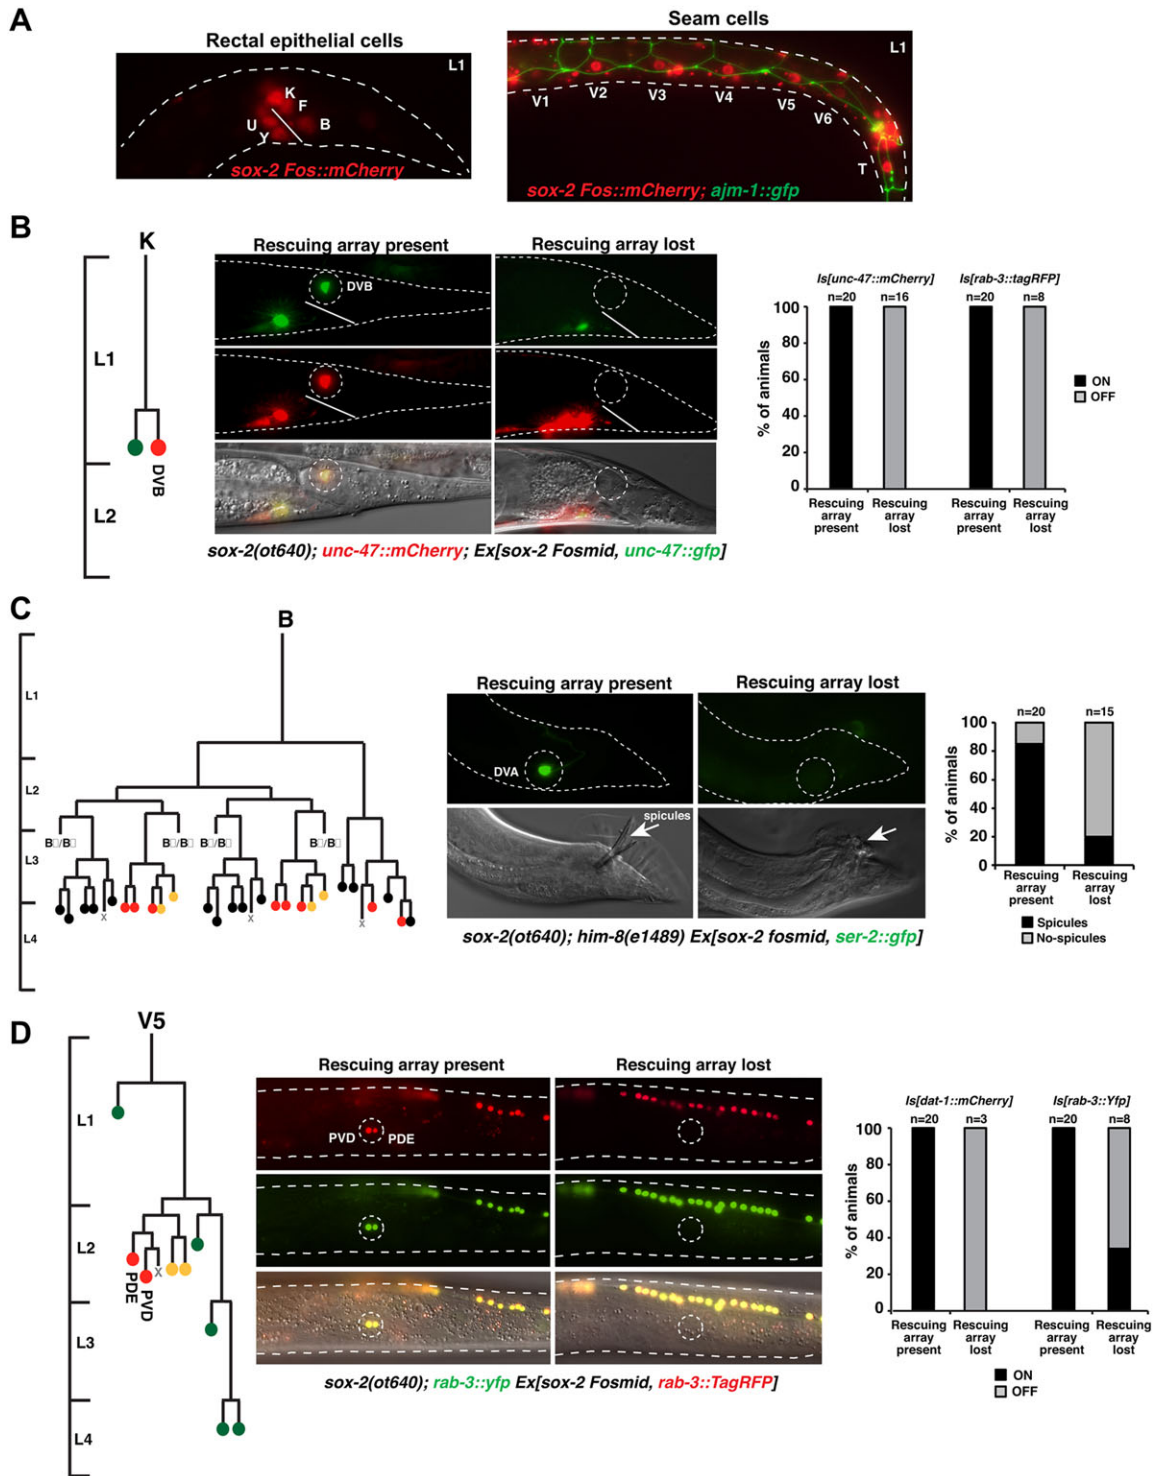 A
Rectal epithelial cells
L1
K
F
U
B
Y
sox-2 Fos::mCherry
Seam cells
L1
V1
V2
V3
V4
V5
V6
T
sox-2 Fos::mCherry; ajm-1::gfp
B
K
L1
L2
DVB
Rescuing array present
Rescuing array lost
DVB
sox-2(ot640); unc-47::mCherry; Ex[sox-2 Fosmid, unc-47::gfp]
Is[unc-47::mCherry]
Is[rab-3::tagRFP]
n=20
n=16
n=20
n=8
% of animals
100
80
60
40
20
0
Rescuing array present
Rescuing array lost
Rescuing array present
Rescuing array lost
ON
OFF
C
B
L1
L2
L3
L4
B□/B□
B□/B□
B□/B□
B□/B□
X
X
X
Rescuing array present
Rescuing array lost
DVA
spicules
sox-2(ot640); him-8(e1489) Ex[sox-2 fosmid, ser-2::gfp]
n=20
n=15
% of animals
100
80
60
40
20
0
Rescuing array present
Rescuing array lost
Spicules
No-spicules
D
V5
L1
L2
L3
L4
PDE
PVD
X
Rescuing array present
Rescuing array lost
PVD
PDE
sox-2(ot640); rab-3::yfp Ex[sox-2 Fosmid, rab-3::TagRFP]
Is[dat-1::mCherry]
Is[rab-3::Yfp]
n=20
n=3
n=20
n=8
% of animals
100
80
60
40
20
0
Rescuing array present
Rescuing array lost
Rescuing array present
Rescuing array lost
ON
OFF